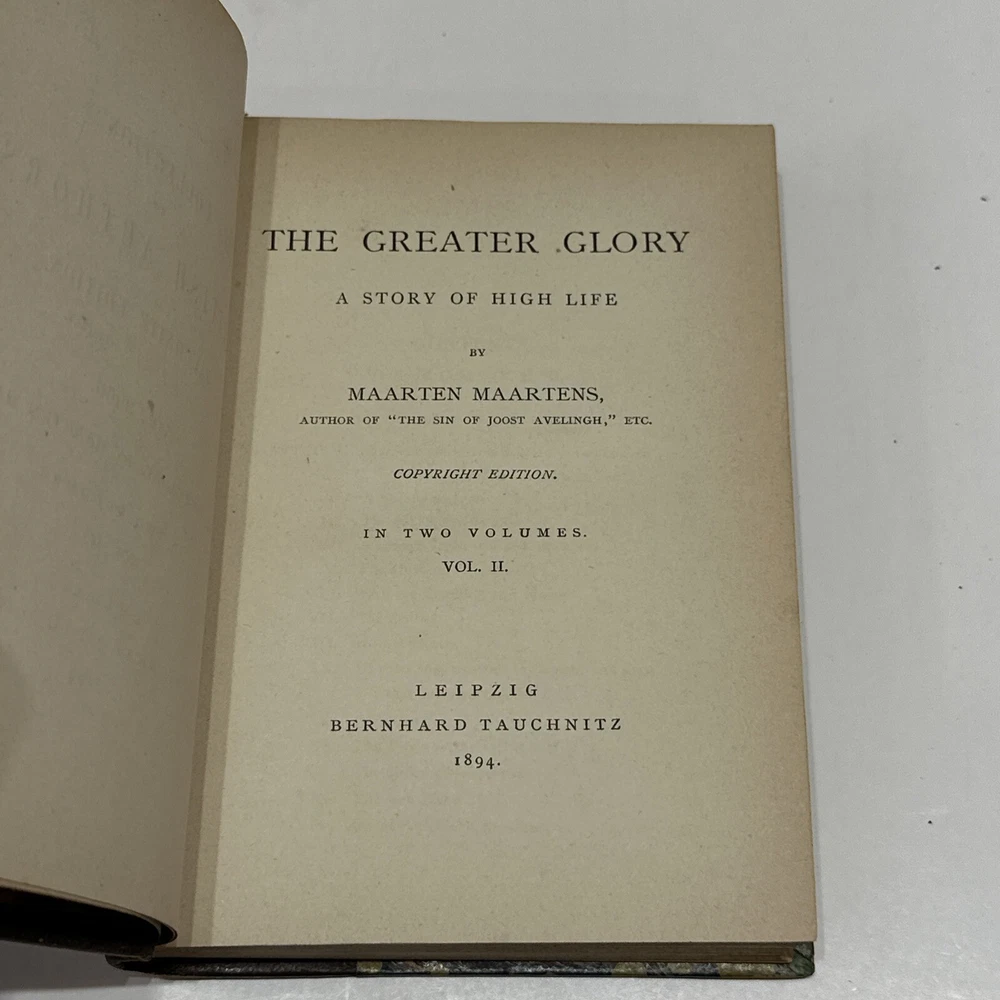 THE GREATER GLORY
A STORY OF HIGH LIFE
BY
MAARTEN MAARTENS,
AUTHOR OF “THE SIN OF JOOST AVELINGH,” ETC.
COPYRIGHT EDITION.
IN TWO VOLUMES.
VOL. II.
LEIPZIG
BERNHARD TAUCHNITZ
1894.